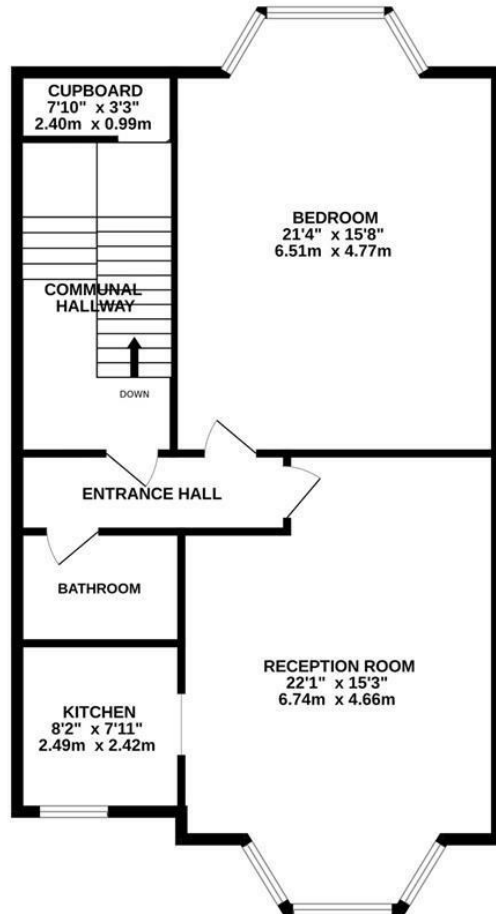 CUPBOARD
7'10" x 3'3"
2.40m x 0.99m
BEDROOM
21'4" x 15'8"
6.51m x 4.77m
COMMUNAL
HALLWAY
DOWN
ENTRANCE HALL
BATHROOM
RECEPTION ROOM
22'1" x 15'3"
6.74m x 4.66m
KITCHEN
8'2" x 7'11"
2.49m x 2.42m